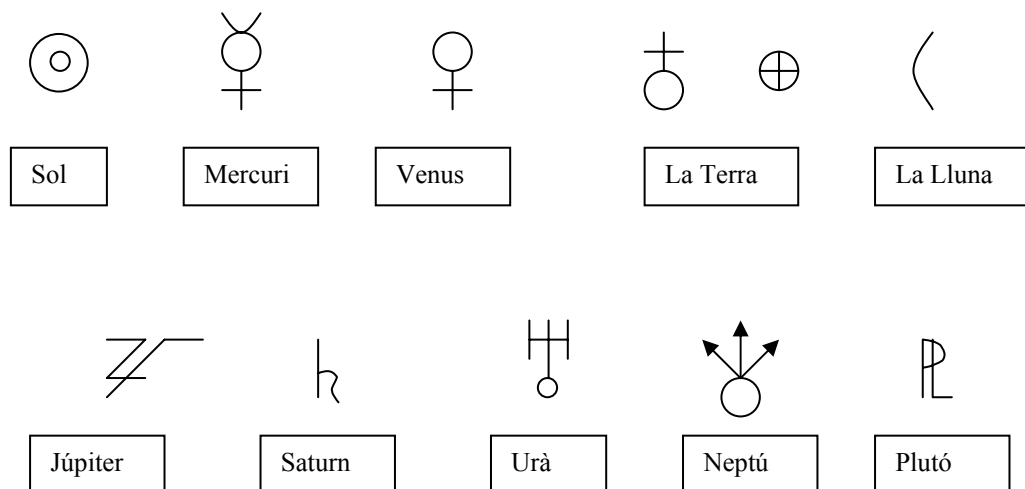 Sol
Mercuri
Venus
La Terra
La Lluna
Júpiter
Saturn
Urà
Neptú
Plutó